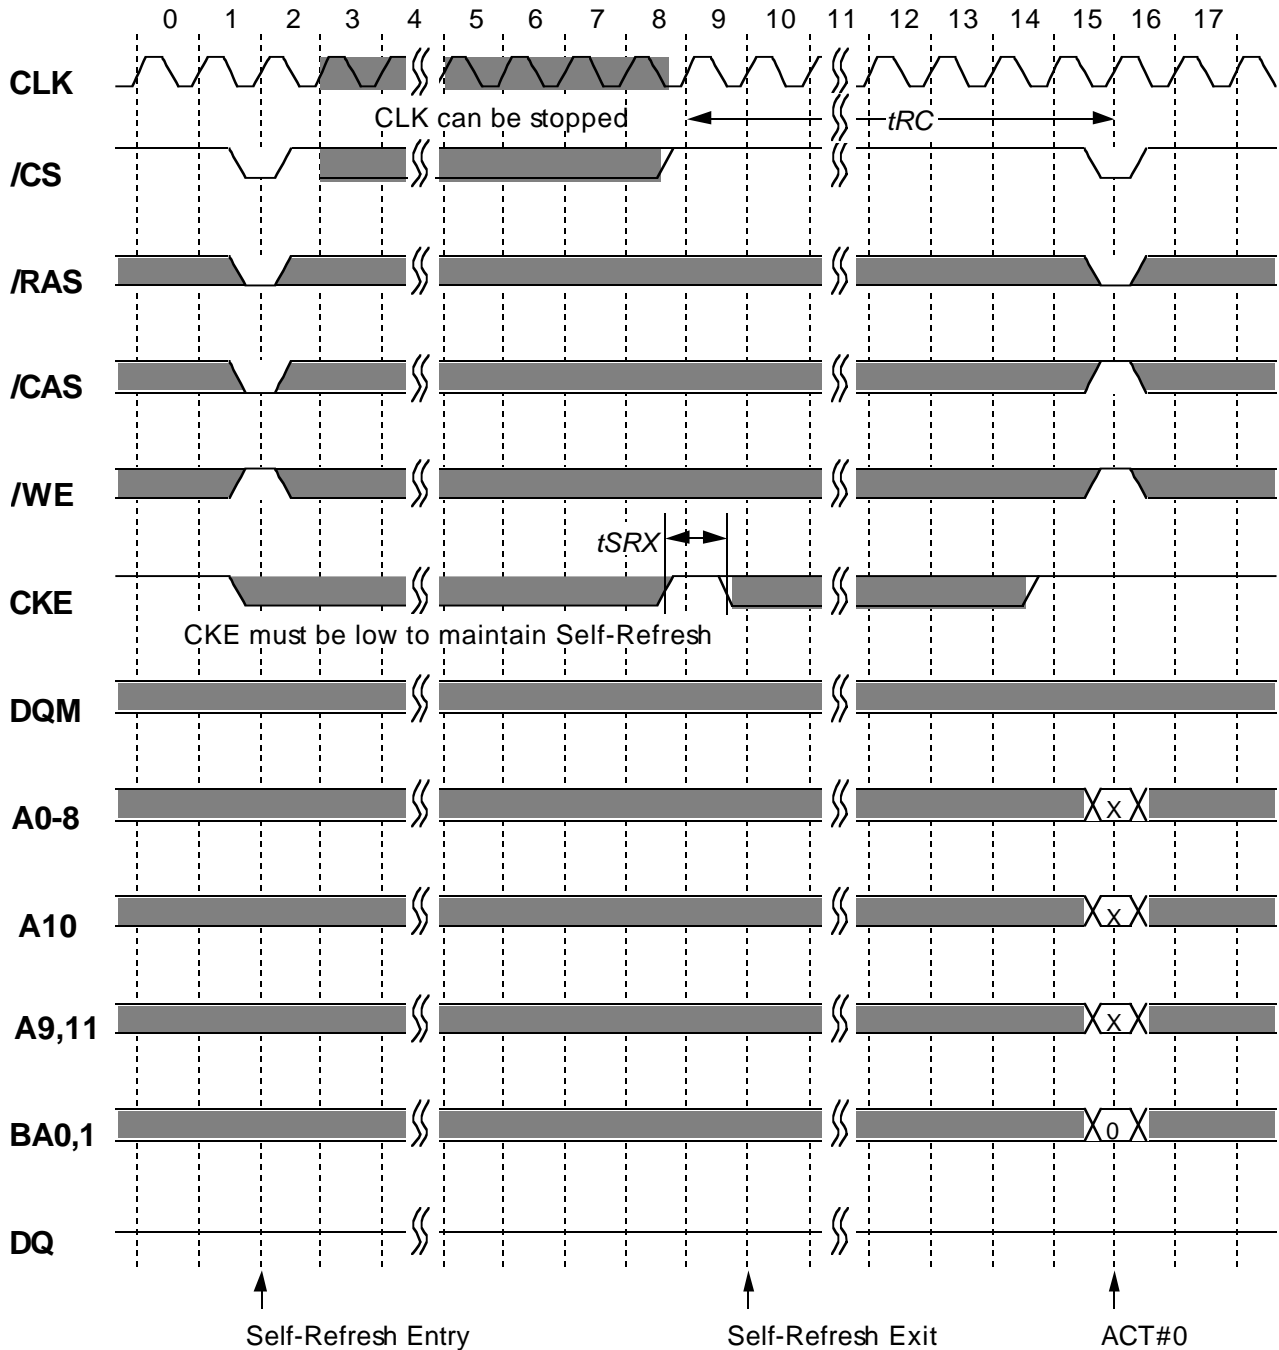 0 1 2 3 4 5 6 7 8 9 10 11 12 13 14 15 16 17
CLK
CLK can be stopped
tRC
/CS
/RAS
/CAS
/WE
tSRX
CKE
CKE must be low to maintain Self-Refresh
DQM
A0-8
X
A10
X
A9,11
X
BA0,1
0
DQ
Self-Refresh Entry
Self-Refresh Exit
ACT#0